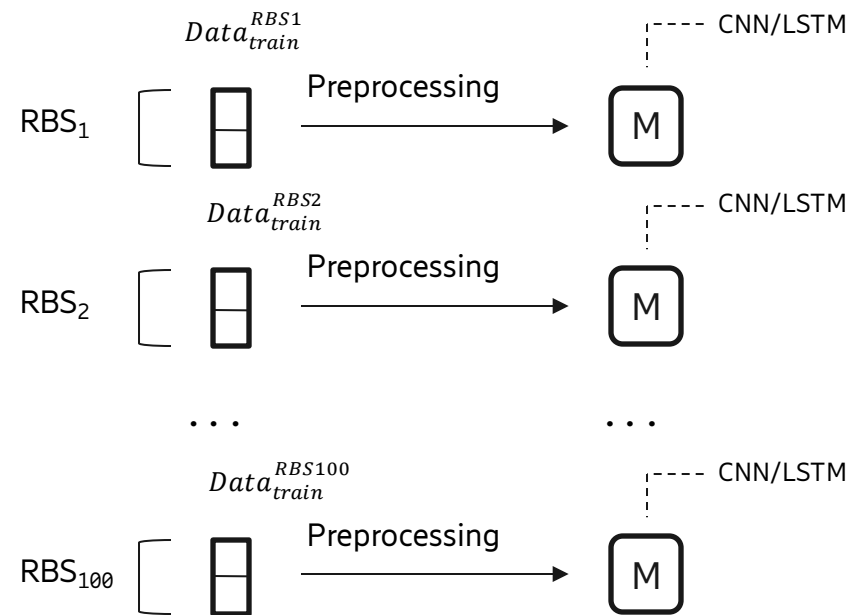 Data_train^RBS1
CNN/LSTM
Preprocessing
RBS₁
M
Data_train^RBS2
CNN/LSTM
Preprocessing
RBS₂
M
... ...
Data_train^RBS100
CNN/LSTM
Preprocessing
RBS₁₀₀
M